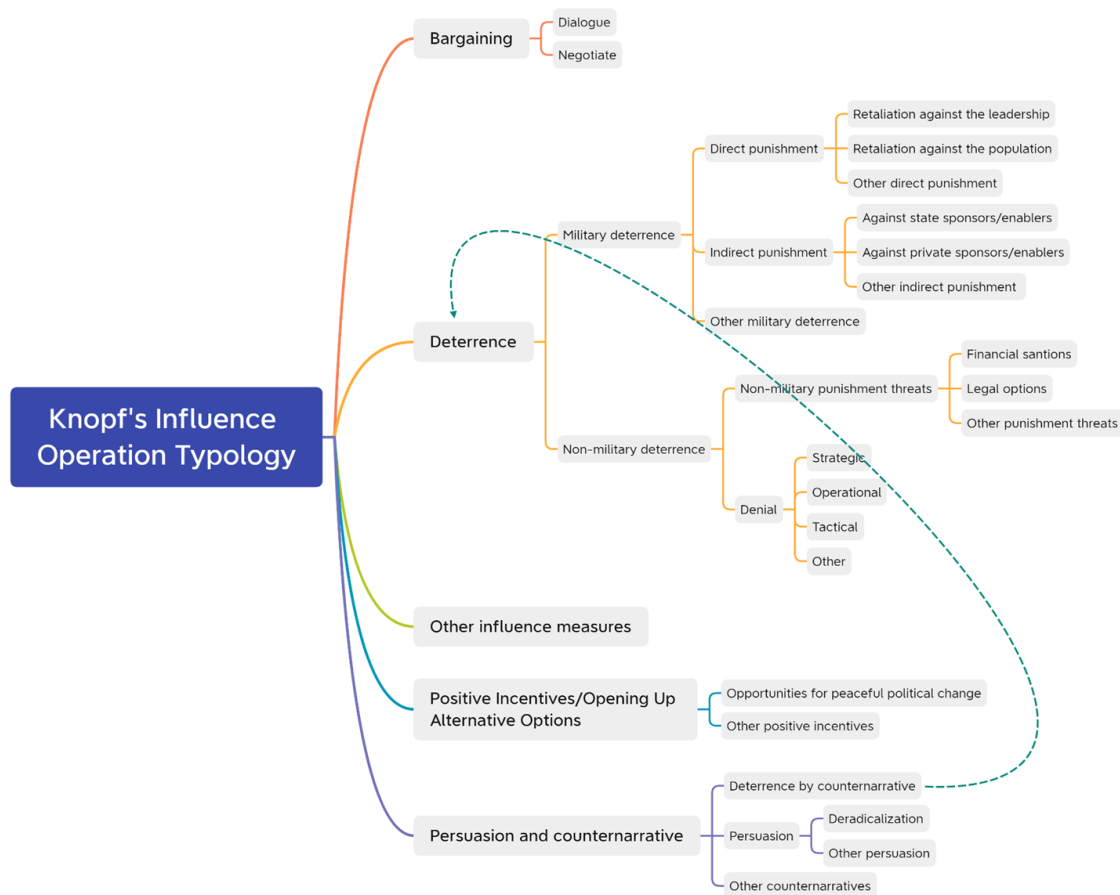 Knopf's Influence
Operation Typology
Bargaining
Dialogue
Negotiate
Deterrence
Military deterrence
Direct punishment
Retaliation against the leadership
Retaliation against the population
Other direct punishment
Indirect punishment
Against state sponsors/enablers
Against private sponsors/enablers
Other indirect punishment
Other military deterrence
Non-military deterrence
Non-military punishment threats
Financial santions
Legal options
Other punishment threats
Denial
Strategic
Operational
Tactical
Other
Other influence measures
Positive Incentives/Opening Up
Alternative Options
Opportunities for peaceful political change
Other positive incentives
Persuasion and counternarrative
Deterrence by counternarrative
Persuasion
Deradicalization
Other persuasion
Other counternarratives